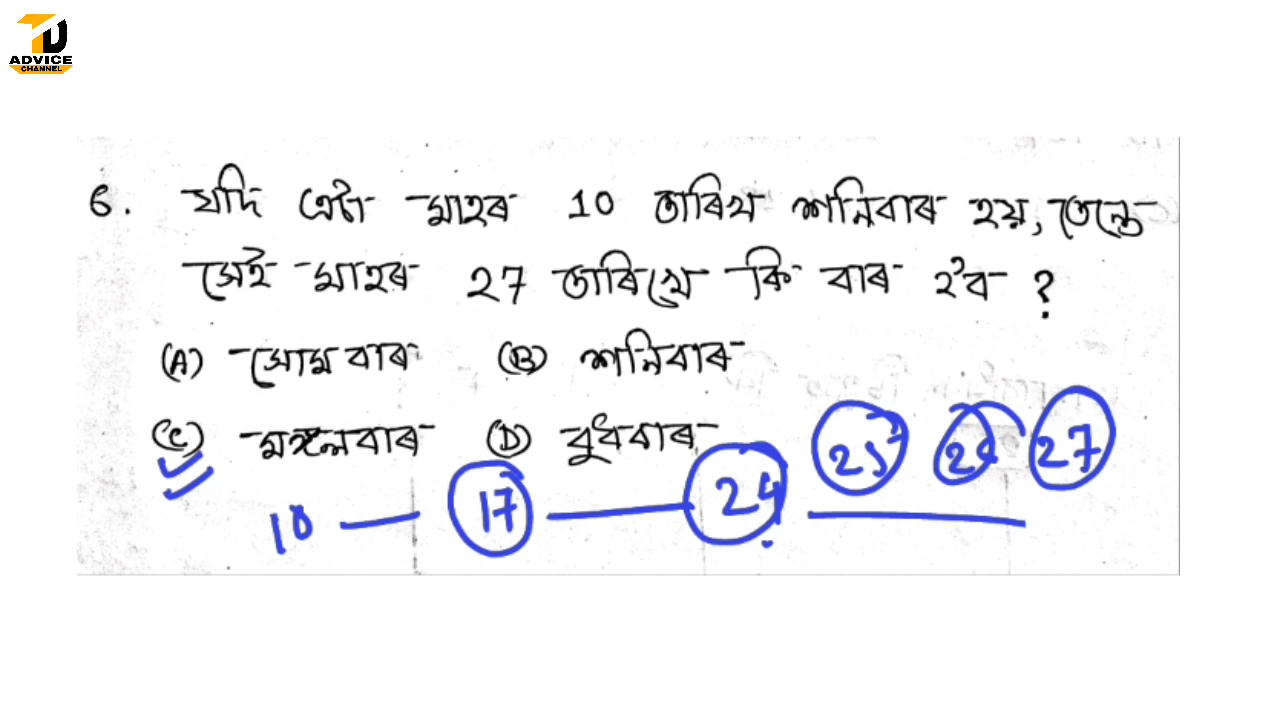 TD
ADVICE
CHANNEL
6. যদি এটা মাহৰ 10 তাৰিখ শনিবাৰ হয়, তেন্তে
সেই মাহৰ 27 তাৰিখে কি বাৰ হ'ব ?
(A) সোম বাৰ (B) শনিবাৰ
(C) মঙ্গলবাৰ (D) বুধবাৰ
25 26 27
10 — 17 — 24 —